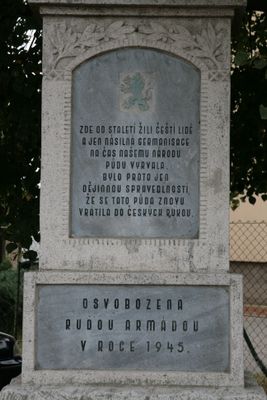 ZDE OD STALETÍ ŽILI ČEŠTÍ LIDÉ
A JEN NÁSILNÁ GERMANISACE
NA ČAS NAŠEMU NÁRODU
PŮDU VYRVALA.
BYLO PROTO JEN
DĚJINNOU SPRAVEDLNOSTÍ,
ŽE SE TATO PŮDA ZNOVU
VRÁTILA DO ČESKÝCH RUKOU.
OSVOBOZENA
RUDOU ARMÁDOU
V ROCE 1945.